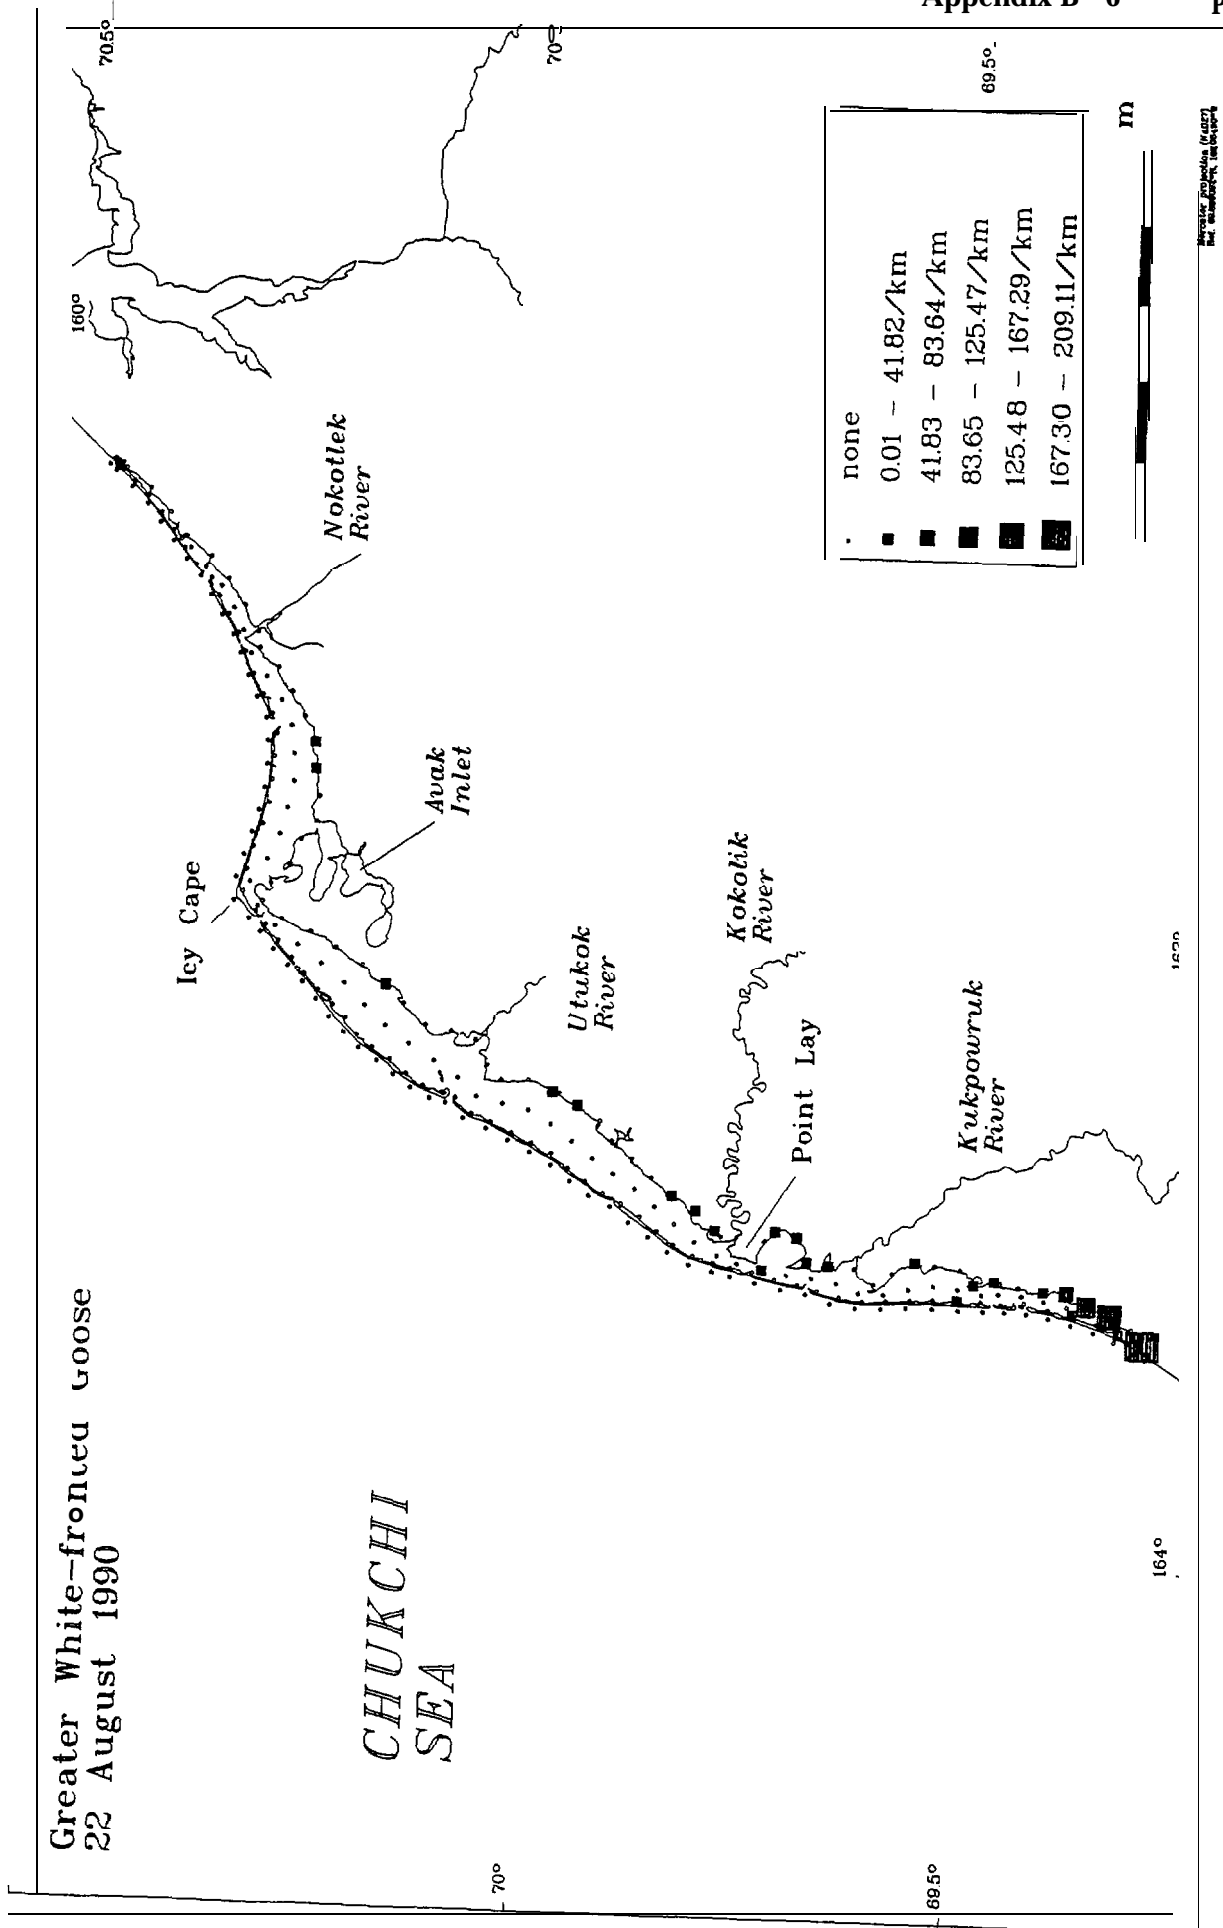 Appendix B
Greater White-fronted Goose
22 August 1990
CHUKCHI
SEA
70.5°
70°
69.5°
160°
Nokotlek
River
Avak
Inlet
Icy Cape
Utukok
River
Kokolik
River
Point Lay
Kukpowruk
River
none
0.01 - 41.82/km
41.83 - 83.64/km
83.65 - 125.47/km
125.48 - 167.29/km
167.30 - 209.11/km
m
Mercator projection (NAD27)
164°
70°
69.5°